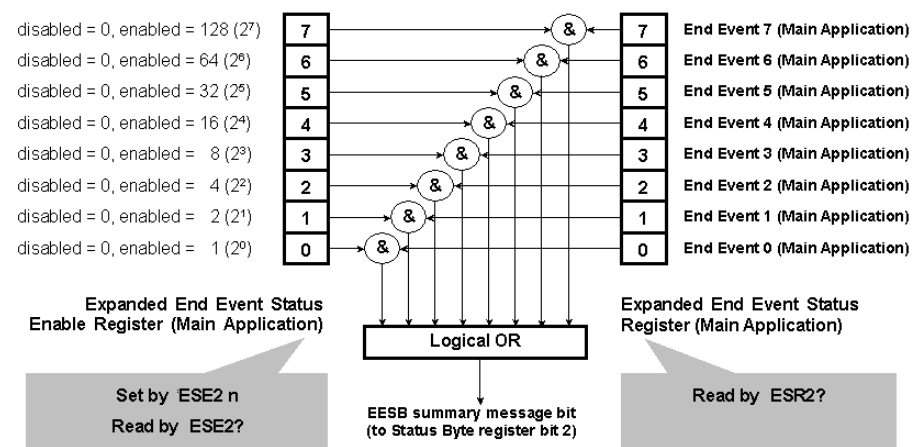 disabled = 0, enabled = 128 (2⁷) 7 & 7 End Event 7 (Main Application)
disabled = 0, enabled = 64 (2⁶) 6 & 6 End Event 6 (Main Application)
disabled = 0, enabled = 32 (2⁵) 5 & 5 End Event 5 (Main Application)
disabled = 0, enabled = 16 (2⁴) 4 & 4 End Event 4 (Main Application)
disabled = 0, enabled = 8 (2³) 3 & 3 End Event 3 (Main Application)
disabled = 0, enabled = 4 (2²) 2 & 2 End Event 2 (Main Application)
disabled = 0, enabled = 2 (2¹) 1 & 1 End Event 1 (Main Application)
disabled = 0, enabled = 1 (2⁰) 0 & 0 End Event 0 (Main Application)
Expanded End Event Status
Enable Register (Main Application)
Expanded End Event Status
Register (Main Application)
Logical OR
Set by ESE2 n
Read by ESE2?
Read by ESR2?
EESB summary message bit
(to Status Byte register bit 2)